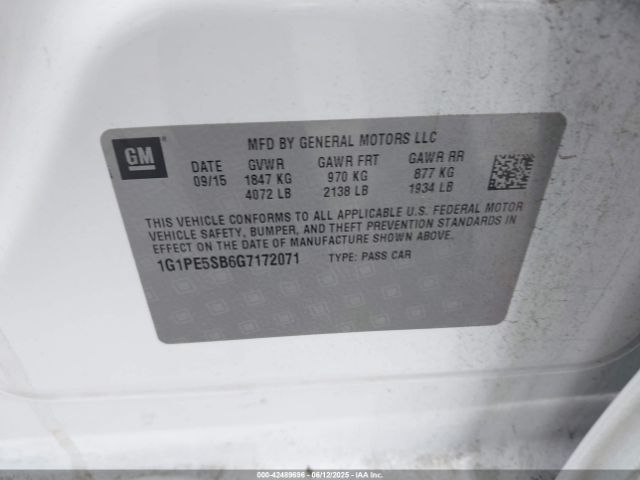 GM
MFD BY GENERAL MOTORS LLC
DATE GVWR GAWR FRT GAWR RR
09/15 1847 KG 970 KG 877 KG
4072 LB 2138 LB 1934 LB
THIS VEHICLE CONFORMS TO ALL APPLICABLE U.S. FEDERAL MOTOR
VEHICLE SAFETY, BUMPER, AND THEFT PREVENTION STANDARDS IN
EFFECT ON THE DATE OF MANUFACTURE SHOWN ABOVE.
1G1PE5SB6G7172071 TYPE: PASS CAR
000-42489696 - 06/12/2025 - IAA Inc.